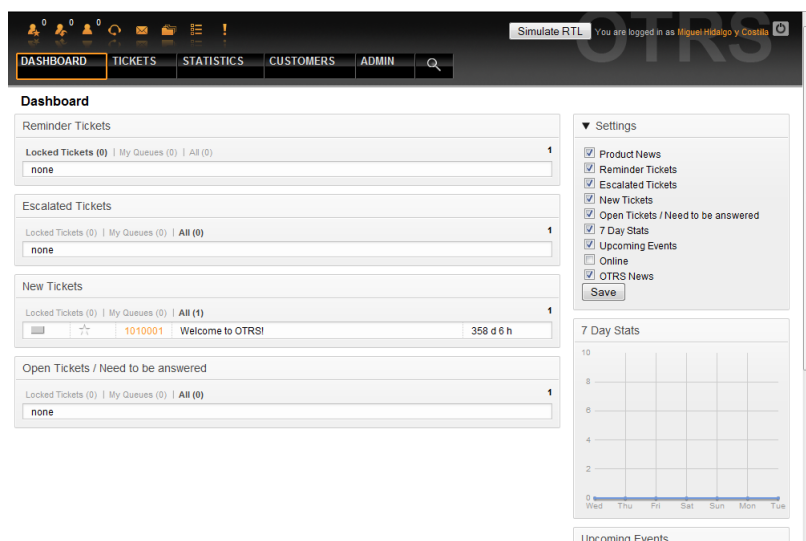 0 0 0
OTRS
Simulate RTL You are logged in as Miguel Hidalgo y Costilla
DASHBOARD TICKETS STATISTICS CUSTOMERS ADMIN
Dashboard
Reminder Tickets
Locked Tickets (0) | My Queues (0) | All (0) 1
none
Escalated Tickets
Locked Tickets (0) | My Queues (0) | All (0) 1
none
New Tickets
Locked Tickets (0) | My Queues (0) | All (1) 1
1010001 Welcome to OTRS! 358 d 6 h
Open Tickets / Need to be answered
Locked Tickets (0) | My Queues (0) | All (0) 1
none
▼ Settings
Product News
Reminder Tickets
Escalated Tickets
New Tickets
Open Tickets / Need to be answered
7 Day Stats
Upcoming Events
Online
OTRS News
Save
7 Day Stats
10
8
6
4
2
0
Wed Thu Fri Sat Sun Mon Tue
Upcoming Events